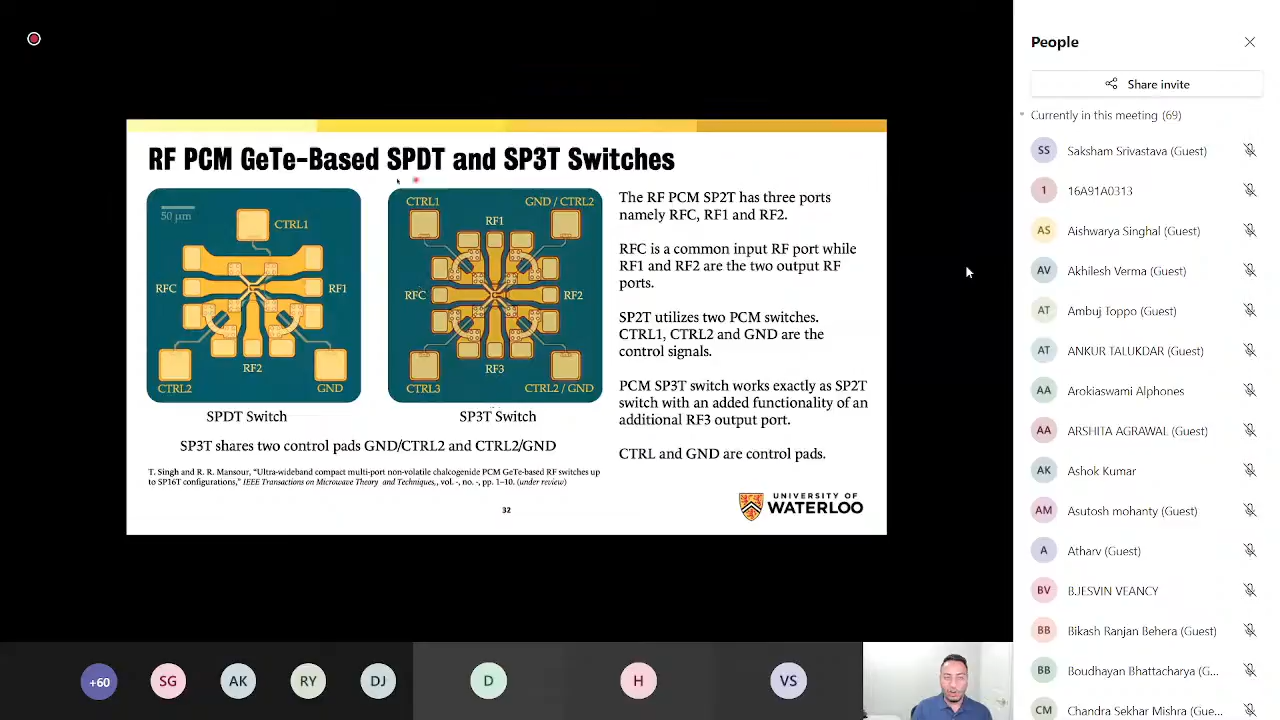 RF PCM GeTe-Based SPDT and SP3T Switches
50 μm
CTRL1
RFC
RF1
RF2
CTRL2
GND
SPDT Switch
CTRL1
GND / CTRL2
RF1
RFC
RF2
RF3
CTRL3
CTRL2 / GND
SP3T Switch
SP3T shares two control pads GND/CTRL2 and CTRL2/GND
T. Singh and R. R. Mansour, "Ultra-wideband compact multi-port non-volatile chalcogenide PCM GeTe-based RF switches up
to SP16T configurations," IEEE Transactions on Microwave Theory and Techniques,, vol. -, no. -, pp. 1–10. (under review)
The RF PCM SP2T has three ports
namely RFC, RF1 and RF2.
RFC is a common input RF port while
RF1 and RF2 are the two output RF
ports.
SP2T utilizes two PCM switches.
CTRL1, CTRL2 and GND are the
control signals.
PCM SP3T switch works exactly as SP2T
switch with an added functionality of an
additional RF3 output port.
CTRL and GND are control pads.
32
UNIVERSITY OF
WATERLOO
+60
SG
AK
RY
DJ
D
H
VS
People
Share invite
Currently in this meeting (69)
SS Saksham Srivastava (Guest)
1 16A91A0313
AS Aishwarya Singhal (Guest)
AV Akhilesh Verma (Guest)
AT Ambuj Toppo (Guest)
AT ANKUR TALUKDAR (Guest)
AA Arokiaswami Alphones
AA ARSHITA AGRAWAL (Guest)
AK Ashok Kumar
AM Asutosh mohanty (Guest)
A Atharv (Guest)
BV BJESVIN VEANCY
BB Bikash Ranjan Behera (Guest)
BB Boudhayan Bhattacharya (G...
CM Chandra Sekhar Mishra (Gue...